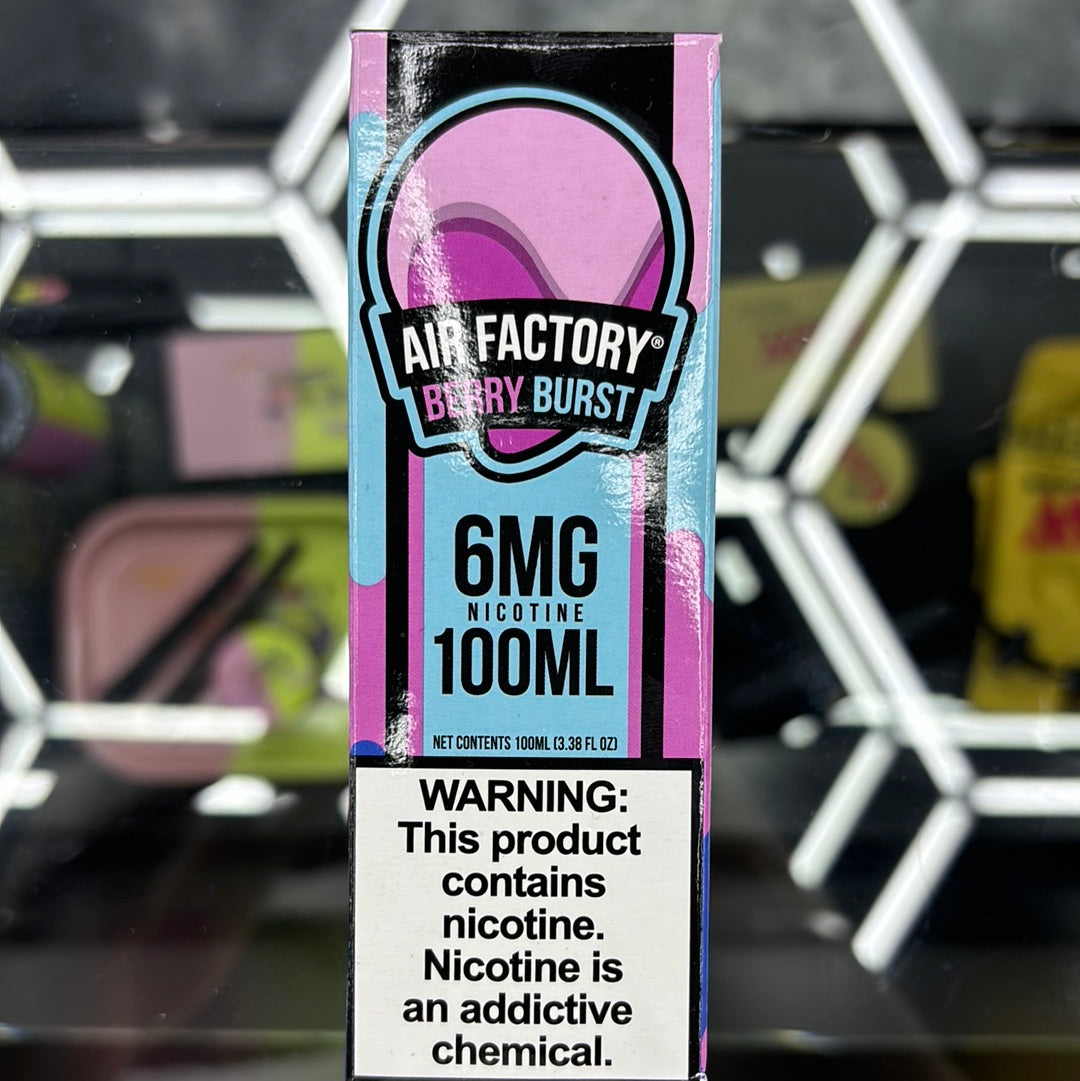 AIR FACTORY®
BERRY BURST
6MG
NICOTINE
100ML
NET CONTENTS 100ML (3.38 FL OZ)
WARNING:
This product
contains
nicotine.
Nicotine is
an addictive
chemical.